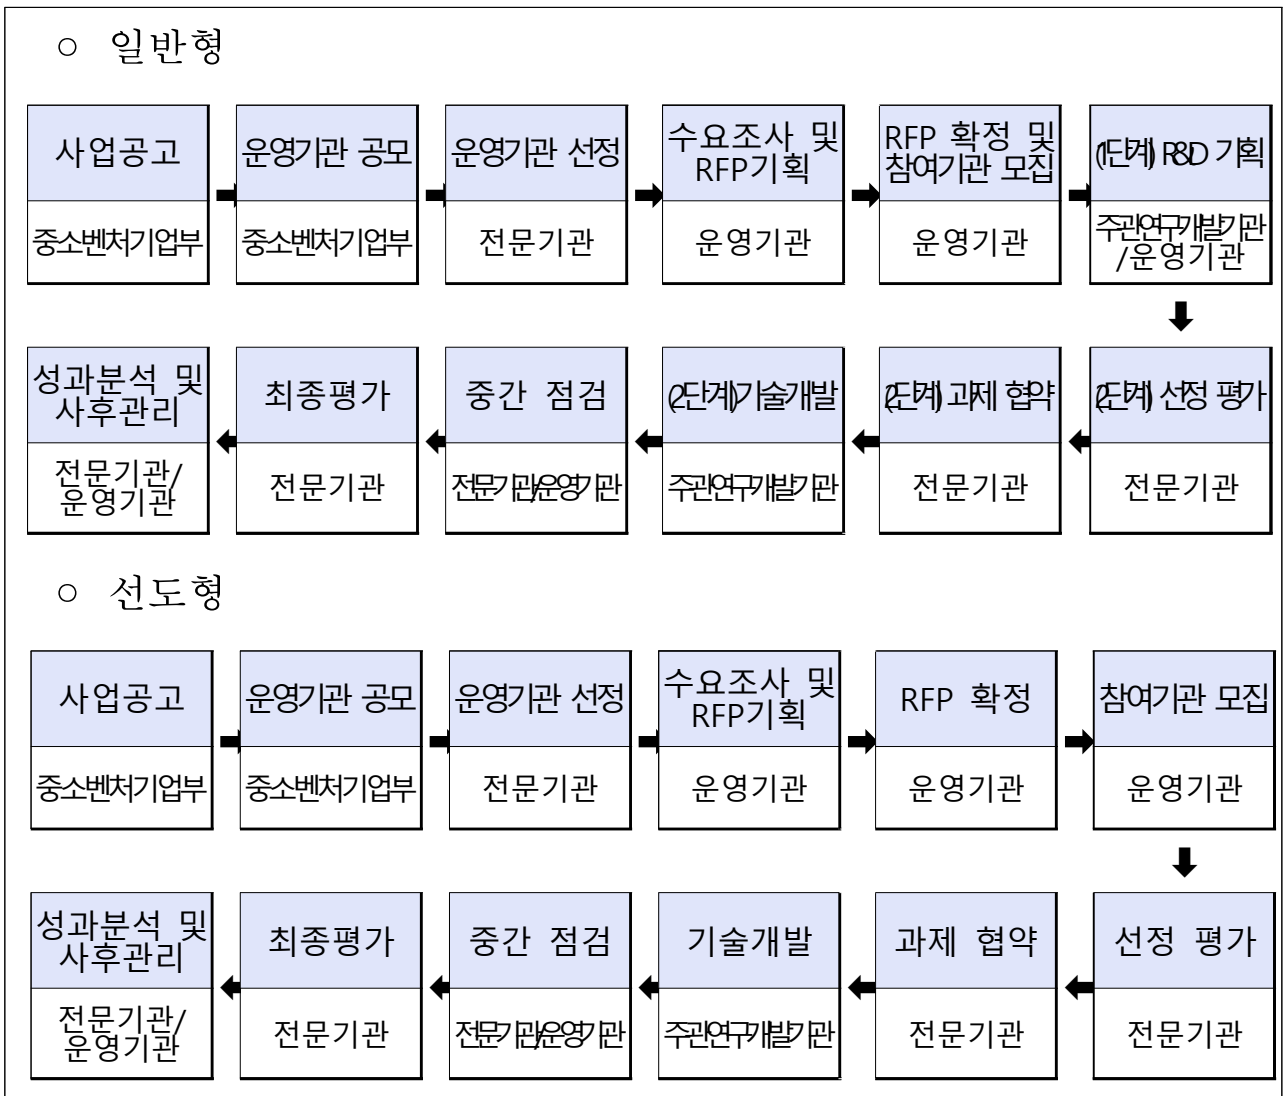 ○ 일반형
사업공고
중소벤처기업부
운영기관 공모
중소벤처기업부
운영기관 선정
전문기관
수요조사 및
RFP기획
운영기관
RFP 확정 및
참여기관 모집
운영기관
(1단계) R&D 기획
주관연구개발기관
/운영기관
(2단계) 선정 평가
전문기관
(2단계) 과제 협약
전문기관
(2단계)기술개발
주관연구개발기관
중간 점검
전문기관/운영기관
최종평가
전문기관
성과분석 및
사후관리
전문기관/
운영기관
○ 선도형
사업공고
중소벤처기업부
운영기관 공모
중소벤처기업부
운영기관 선정
전문기관
수요조사 및
RFP기획
운영기관
RFP 확정
운영기관
참여기관 모집
운영기관
선정 평가
전문기관
과제 협약
전문기관
기술개발
주관연구개발기관
중간 점검
전문기관/운영기관
최종평가
전문기관
성과분석 및
사후관리
전문기관/
운영기관